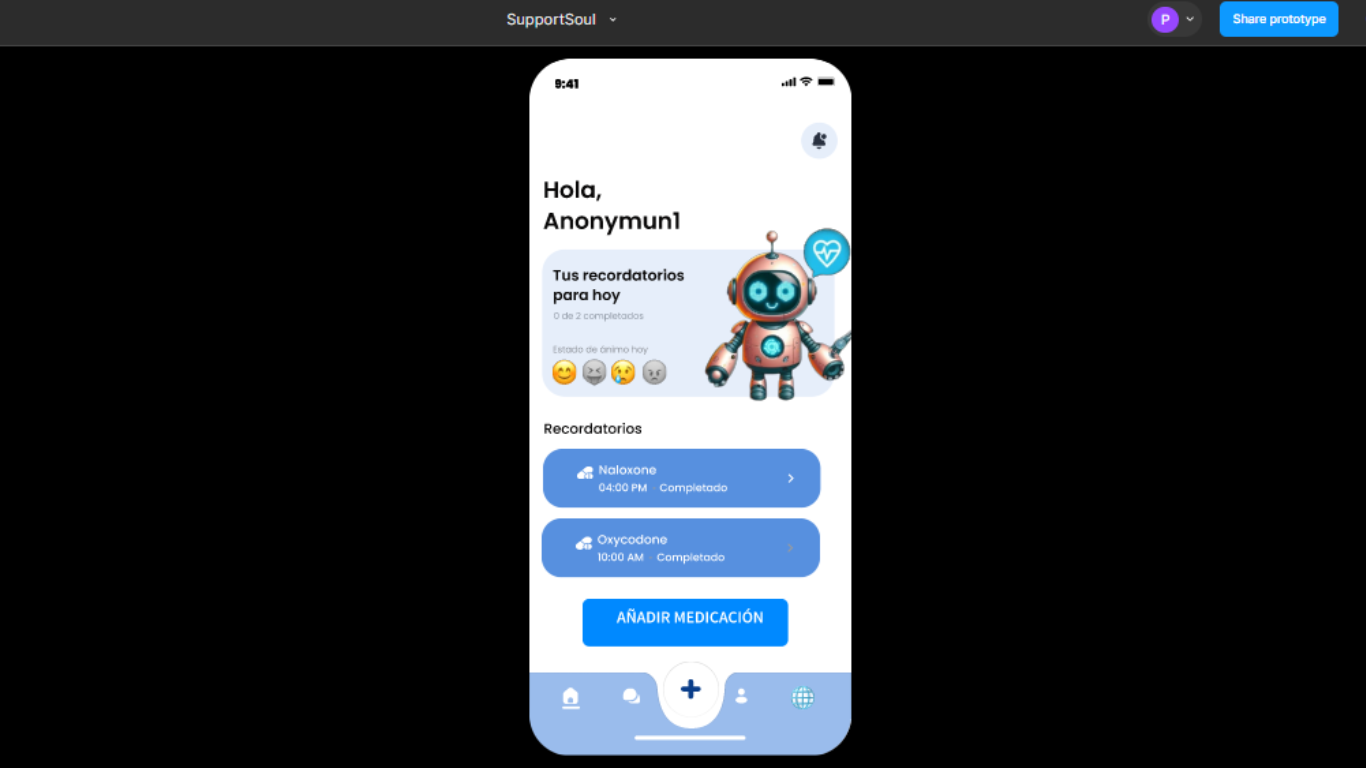 SupportSoul
P
Share prototype
9:41
Hola,
Anonymun1
Tus recordatorios
para hoy
0 de 2 completados
Estado de ánimo hoy
Recordatorios
Naloxone
04:00 PM · Completado
Oxycodone
10:00 AM · Completado
AÑADIR MEDICACIÓN